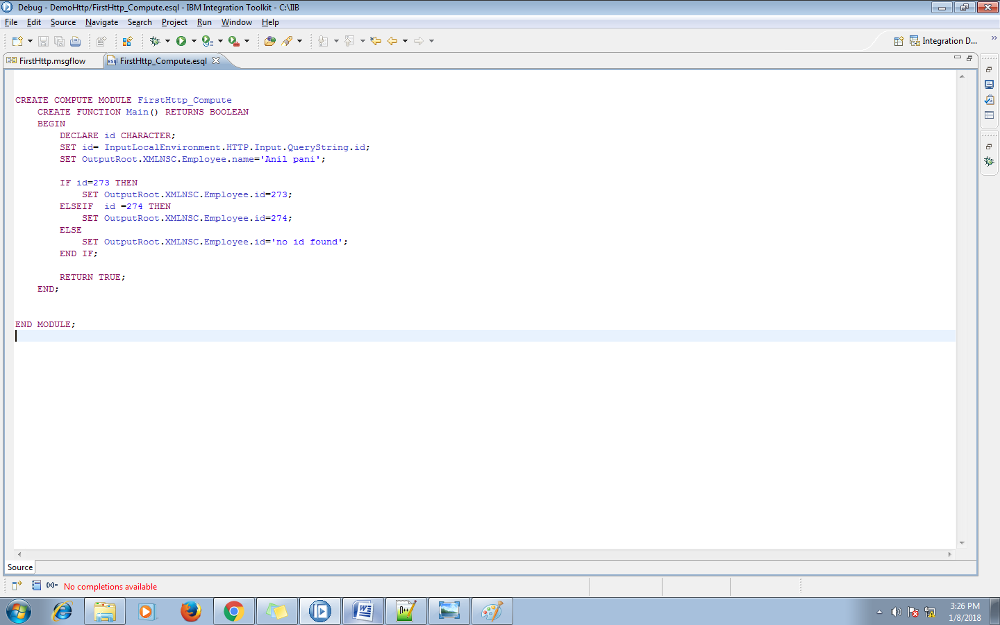 Debug - DemoHttp/FirstHttp_Compute.esql - IBM Integration Toolkit - C:\IIB
File Edit Source Navigate Search Project Run Window Help
Integration D...
FirstHttp.msgflow
FirstHttp_Compute.esql
CREATE COMPUTE MODULE FirstHttp_Compute
    CREATE FUNCTION Main() RETURNS BOOLEAN
    BEGIN
        DECLARE id CHARACTER;
        SET id= InputLocalEnvironment.HTTP.Input.QueryString.id;
        SET OutputRoot.XMLNSC.Employee.name='Anil pani';
        IF id=273 THEN
            SET OutputRoot.XMLNSC.Employee.id=273;
        ELSEIF  id =274 THEN
            SET OutputRoot.XMLNSC.Employee.id=274;
        ELSE
            SET OutputRoot.XMLNSC.Employee.id='no id found';
        END IF;
        RETURN TRUE;
    END;
END MODULE;
Source
(x)= No completions available
3:26 PM
1/8/2018